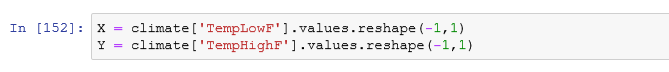 In [152]: X = climate['TempLowF'].values.reshape(-1,1)
Y = climate['TempHighF'].values.reshape(-1,1)